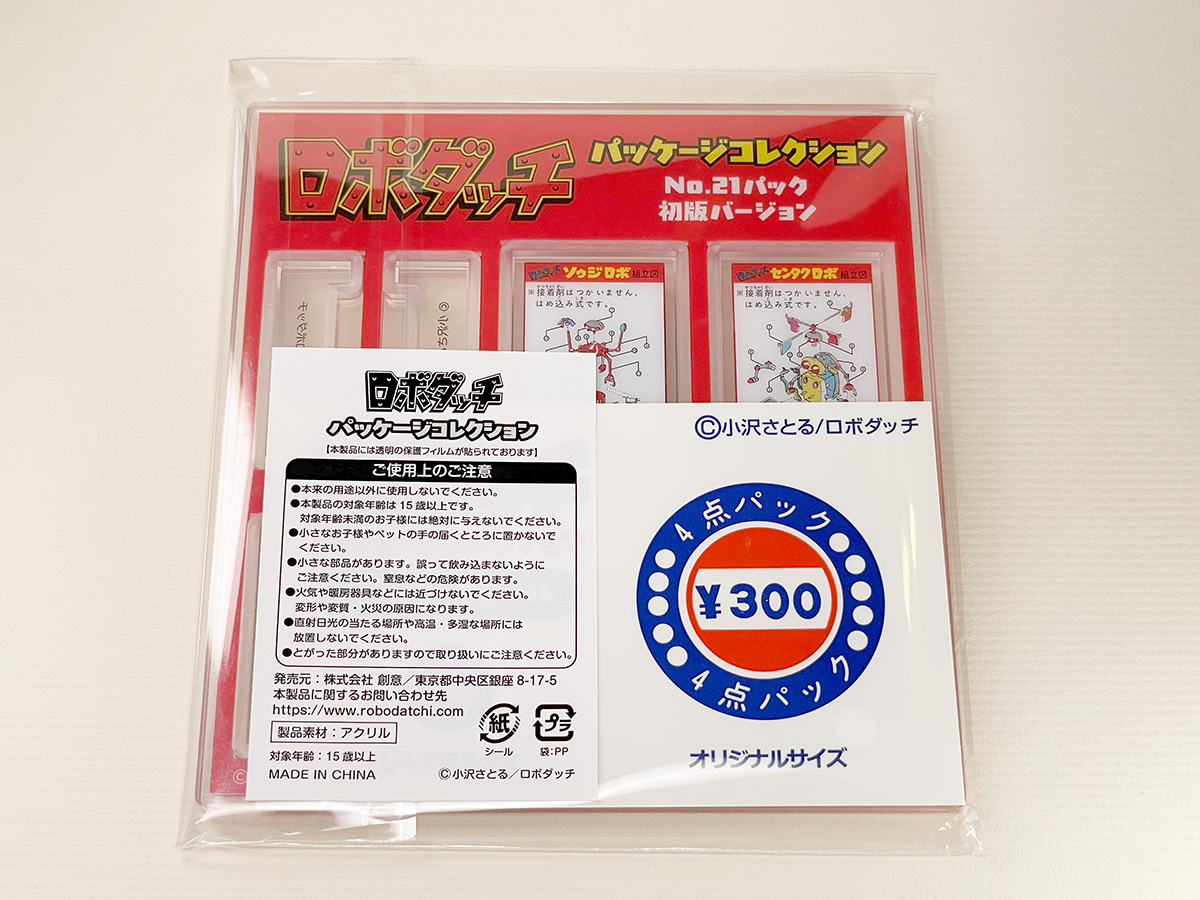 ロボダッチ
パッケージコレクション
No.21パック
初版バージョン
ロボダッチ ソウジロボ 組立図
※接着剤はつかいません、
はめ込み式です。
ロボダッチ センタクロボ 組立図
※接着剤はつかいません、
はめ込み式です。
ロボダッチ
パッケージコレクション
【本製品には透明の保護フィルムが貼られております】
ご使用上のご注意
●本来の用途以外に使用しないでください。
●本製品の対象年齢は15歳以上です。
対象年齢未満のお子様には絶対に与えないでください。
●小さなお子様やペットの手の届くところに置かないで
ください。
●小さな部品があります。誤って飲み込まないように
ご注意ください。窒息などの危険があります。
●火気や暖房器具などには近づけないでください。
変形や変質・火災の原因になります。
●直射日光の当たる場所や高温・多湿な場所には
放置しないでください。
●とがった部分がありますので取り扱いにご注意ください。
発売元:株式会社 創意/東京都中央区銀座 8-17-5
本製品に関するお問い合わせ先
https://www.robodatchi.com
製品素材:アクリル
紙
シール
プラ
袋:PP
対象年齢:15歳以上
MADE IN CHINA
©小沢さとる/ロボダッチ
©小沢さとる/ロボダッチ
4点パック
¥300
4点パック
オリジナルサイズ